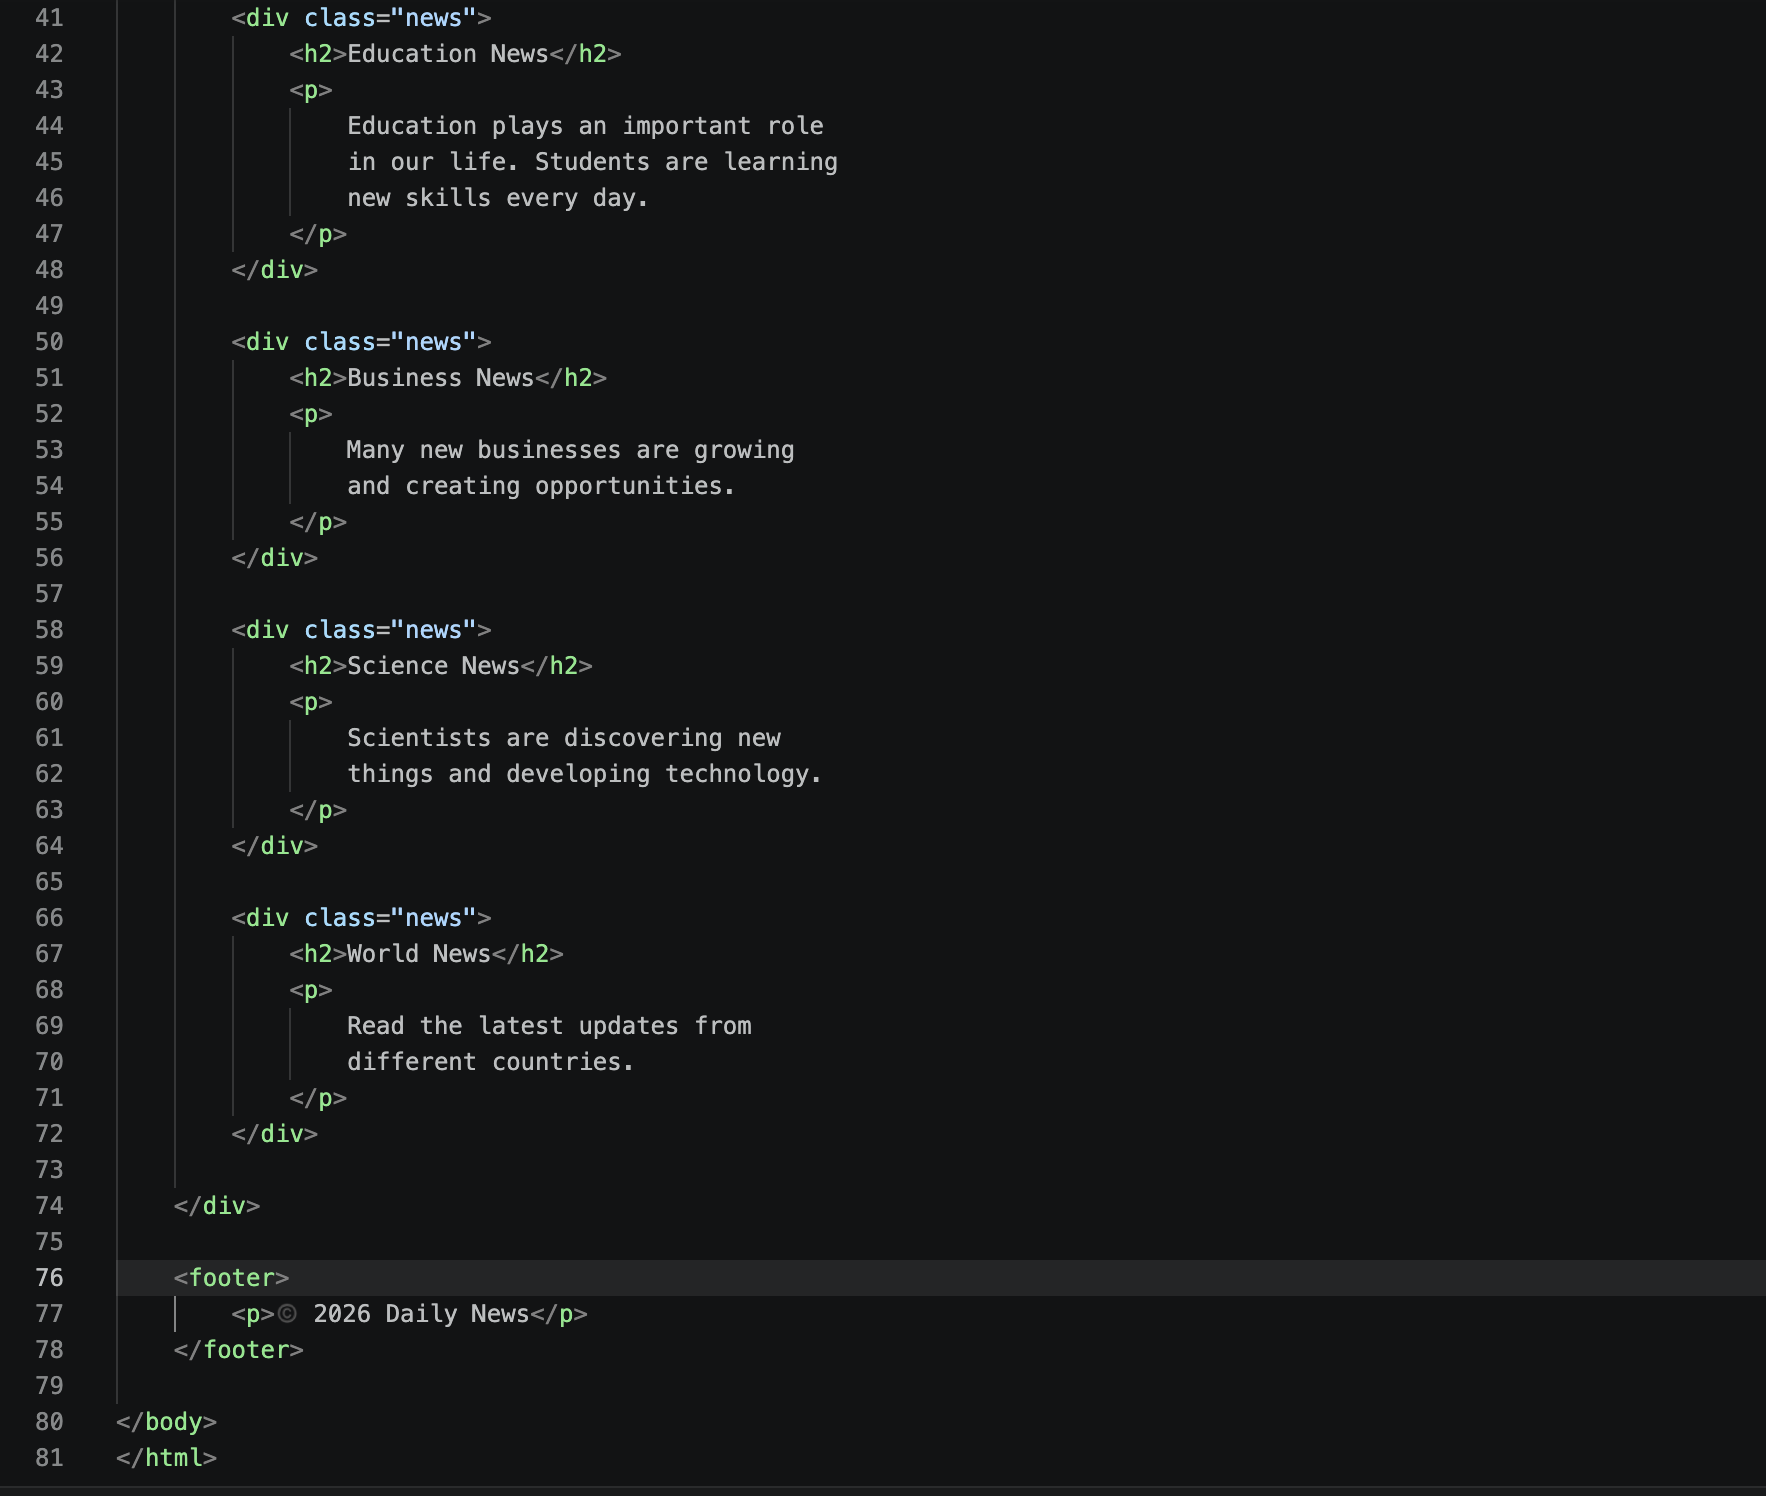 41 <div class="news">
42 <h2>Education News</h2>
43 <p>
44 Education plays an important role
45 in our life. Students are learning
46 new skills every day.
47 </p>
48 </div>
49
50 <div class="news">
51 <h2>Business News</h2>
52 <p>
53 Many new businesses are growing
54 and creating opportunities.
55 </p>
56 </div>
57
58 <div class="news">
59 <h2>Science News</h2>
60 <p>
61 Scientists are discovering new
62 things and developing technology.
63 </p>
64 </div>
65
66 <div class="news">
67 <h2>World News</h2>
68 <p>
69 Read the latest updates from
70 different countries.
71 </p>
72 </div>
73
74 </div>
75
76 <footer>
77 <p>© 2026 Daily News</p>
78 </footer>
79
80 </body>
81 </html>